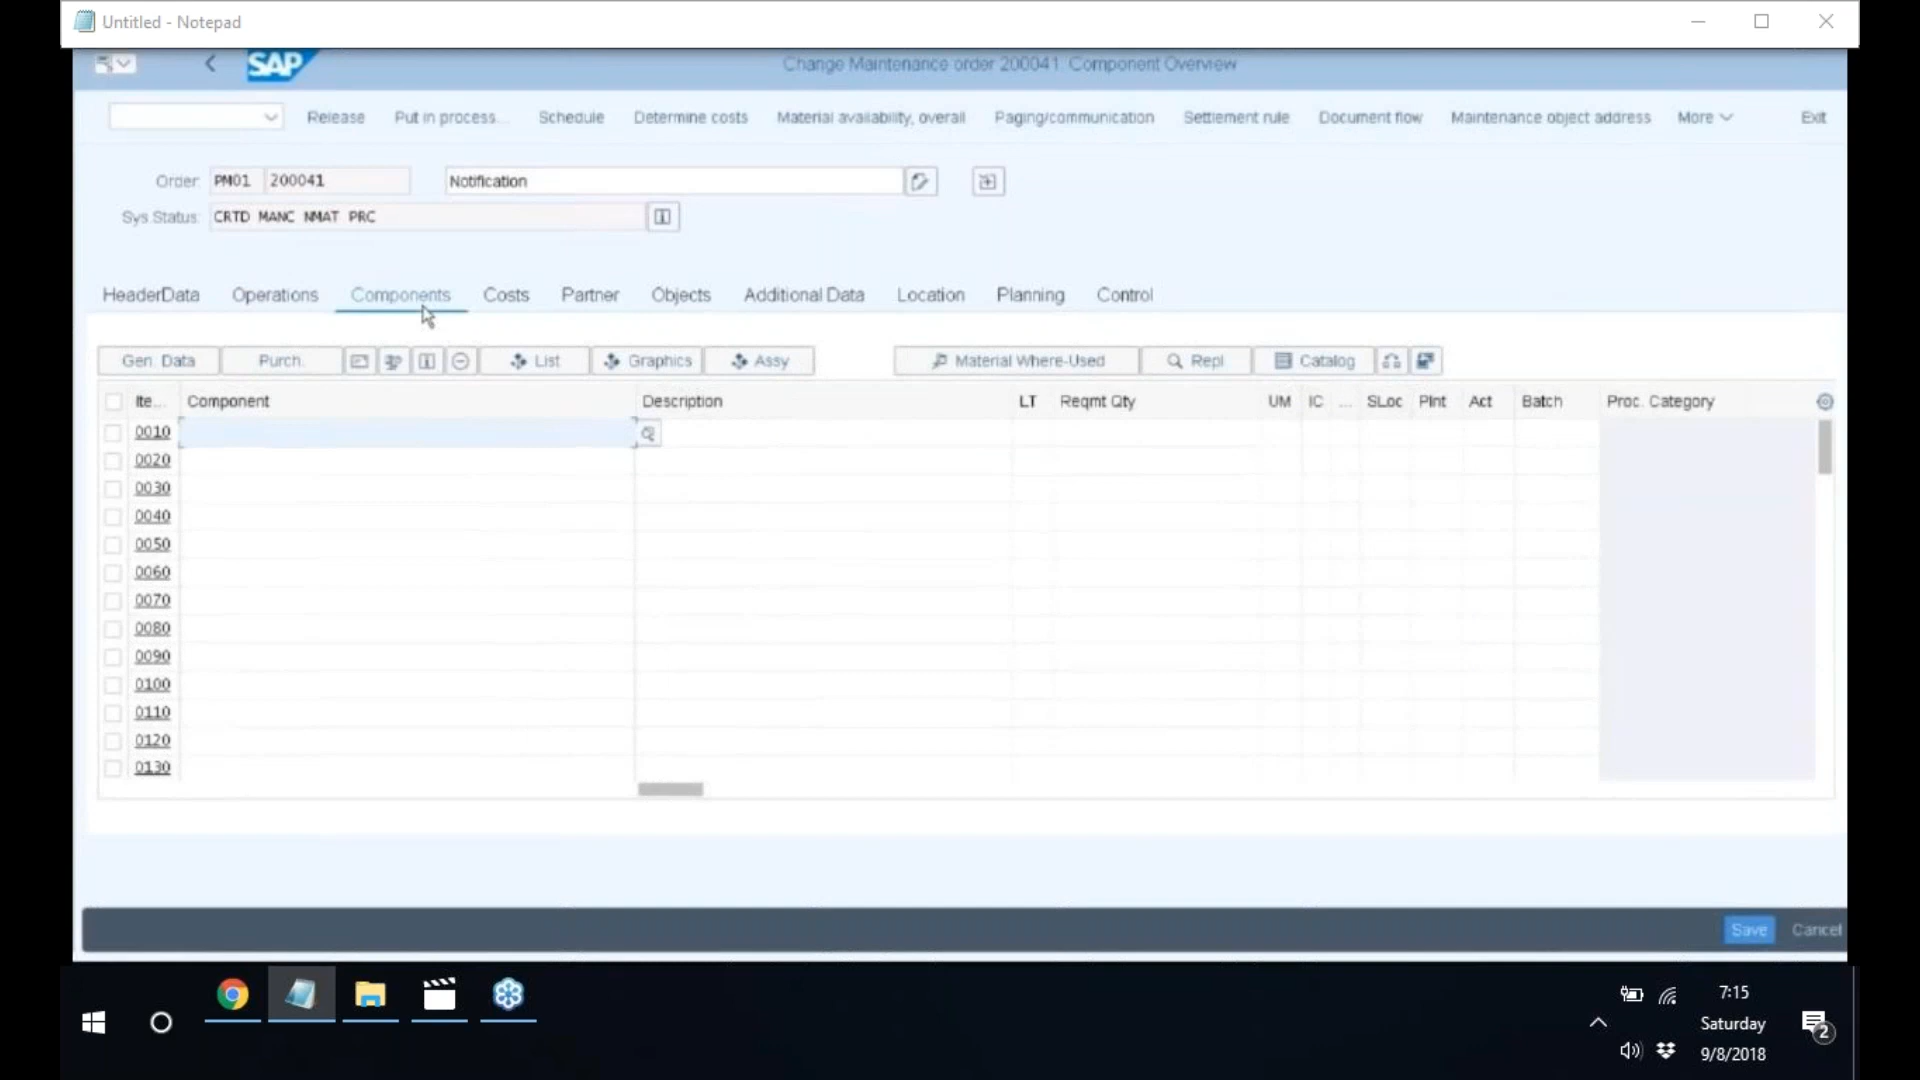 Untitled - Notepad
SAP
Change Maintenance order 200041: Component Overview
Release Put in process... Schedule Determine costs Material availability, overall Paging/communication Settlement rule Document flow Maintenance object address More Exit
Order: PM01 200041 Notification
Sys.Status: CRTD MANC NMAT PRC
HeaderData Operations Components Costs Partner Objects Additional Data Location Planning Control
Gen. Data Purch. List Graphics Assy Material Where-Used Repl Catalog
Ite... Component Description LT Reqmt Qty UM IC ... SLoc Plnt Act Batch Proc. Category
0010
0020
0030
0040
0050
0060
0070
0080
0090
0100
0110
0120
0130
Save Cancel
7:15
Saturday
2
9/8/2018